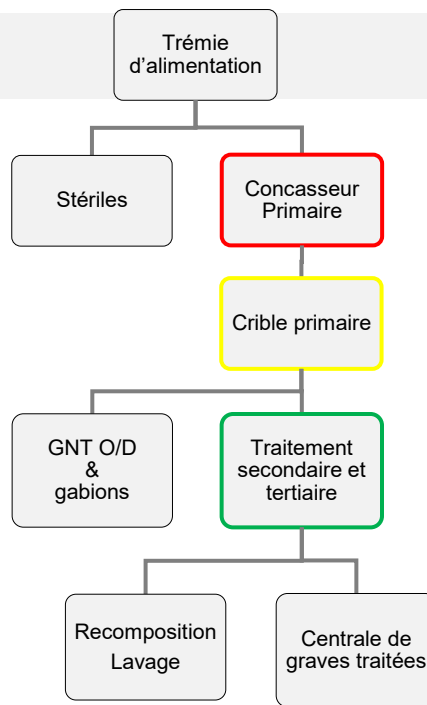 Trémie
d'alimentation
Stériles
Concasseur
Primaire
Crible primaire
GNT O/D
&
gabions
Traitement
secondaire et
tertiaire
Recomposition
Lavage
Centrale de
graves traitées